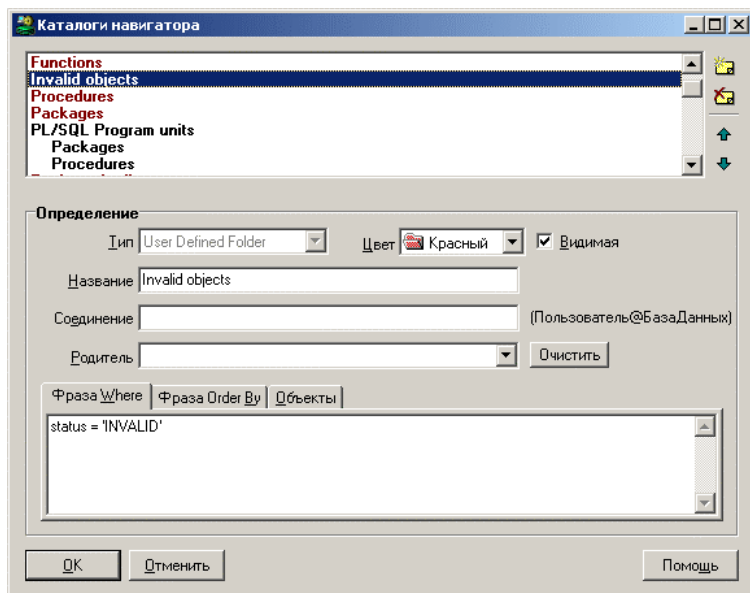 Каталоги навигатора
Functions
Invalid objects
Procedures
Packages
PL/SQL Program units
Packages
Procedures
Определение
Тип User Defined Folder Цвет Красный Видимая
Название Invalid objects
Соединение (Пользователь@БазаДанных)
Родитель Очистить
Фраза Where Фраза Order By Объекты
status = 'INVALID'
OK Отменить Помощь